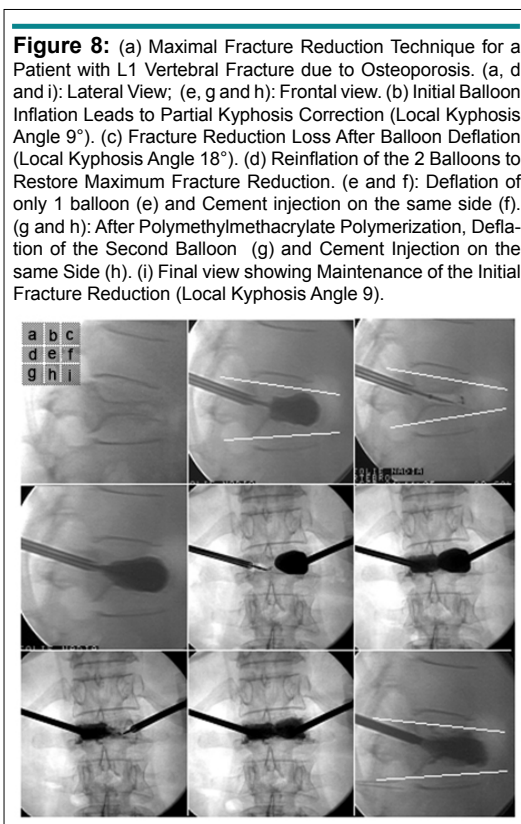 Figure 8: (a) Maximal Fracture Reduction Technique for a
Patient with L1 Vertebral Fracture due to Osteoporosis. (a, d
and i): Lateral View; (e, g and h): Frontal view. (b) Initial Balloon
Inflation Leads to Partial Kyphosis Correction (Local Kyphosis
Angle 9°). (c) Fracture Reduction Loss After Balloon Deflation
(Local Kyphosis Angle 18°). (d) Reinflation of the 2 Balloons to
Restore Maximum Fracture Reduction. (e and f): Deflation of
only 1 balloon (e) and Cement injection on the same side (f).
(g and h): After Polymethylmethacrylate Polymerization, Defla-
tion of the Second Balloon (g) and Cement Injection on the
same Side (h). (i) Final view showing Maintenance of the Initial
Fracture Reduction (Local Kyphosis Angle 9).
a b c
d e f
g h i